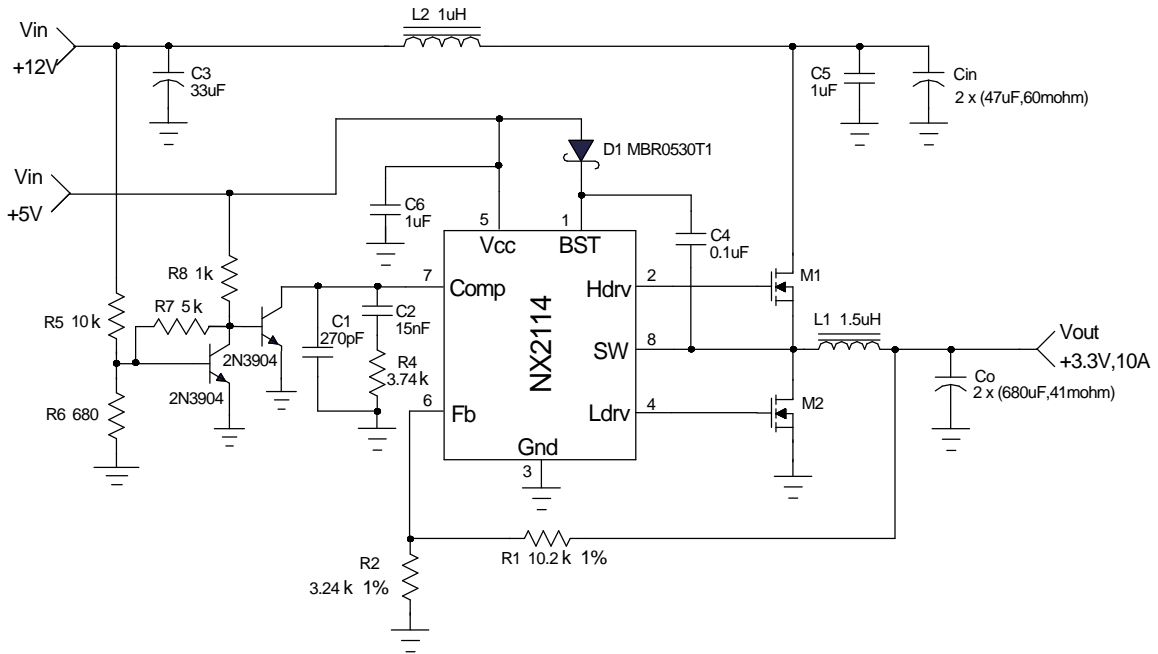 L2 1uH
Vin
+12V
C3
33uF
C5
1uF
Cin
2 x (47uF,60mohm)
D1 MBR0530T1
Vin
+5V
C6
1uF
5
1
Vcc
BST
C4
0.1uF
R8 1k
7
Comp
2
Hdrv
M1
R7 5k
C2
15nF
R5 10k
C1
270pF
L1 1.5uH
Vout
+3.3V,10A
2N3904
NX2114
SW
8
R4
3.74k
Co
2 x (680uF,41mohm)
2N3904
R6 680
6
Fb
Ldrv
4
M2
Gnd
3
R1 10.2k 1%
R2
3.24k 1%